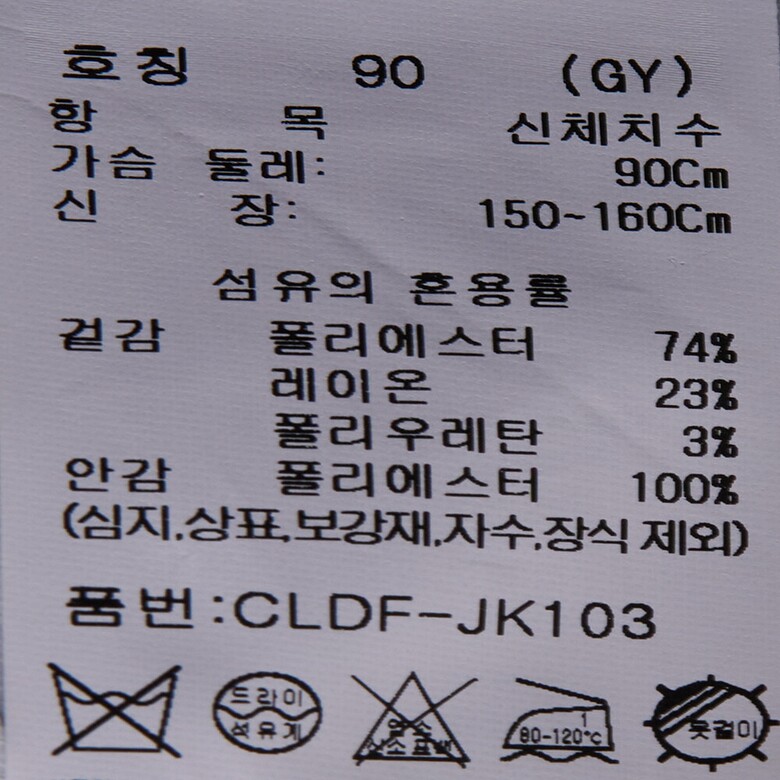 호칭 90 (GY)
항 목 신체치수
가슴 둘레: 90Cm
신 장: 150~160Cm
섬유의 혼용률
겉감 폴리에스터 74%
레이온 23%
폴리우레탄 3%
안감 폴리에스터 100%
(심지,상표,보강재,자수,장식 제외)
품번:CLDF-JK103
드라이
석유계
염소
산소표백
1
80-120°c
옷걸이